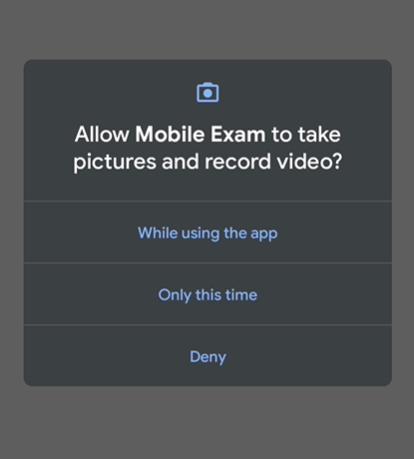 Allow Mobile Exam to take
pictures and record video?
While using the app
Only this time
Deny